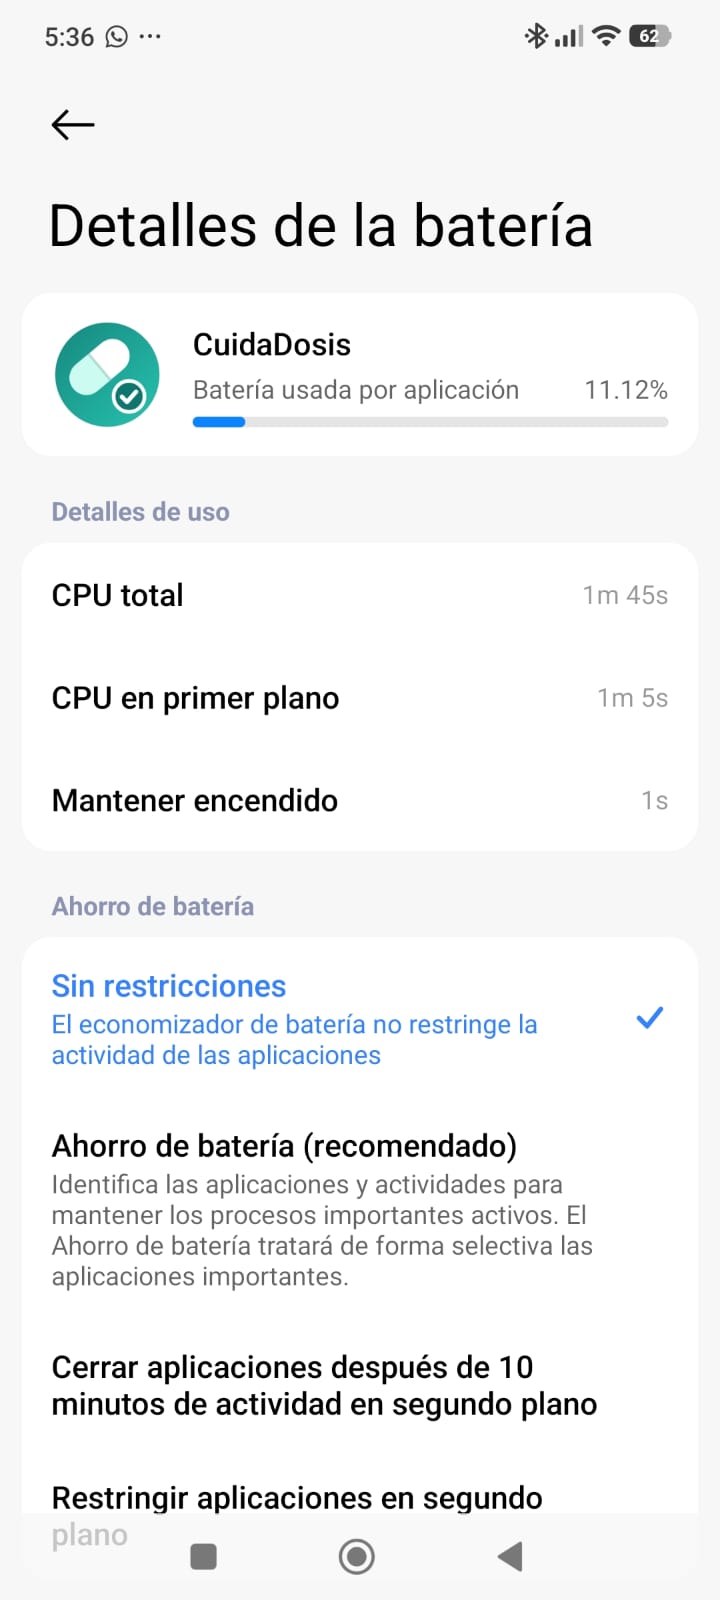 5:36 ...
62
Detalles de la batería
CuidaDosis
Batería usada por aplicación 11.12%
Detalles de uso
CPU total 1m 45s
CPU en primer plano 1m 5s
Mantener encendido 1s
Ahorro de batería
Sin restricciones
El economizador de batería no restringe la
actividad de las aplicaciones
Ahorro de batería (recomendado)
Identifica las aplicaciones y actividades para
mantener los procesos importantes activos. El
Ahorro de batería tratará de forma selectiva las
aplicaciones importantes.
Cerrar aplicaciones después de 10
minutos de actividad en segundo plano
Restringir aplicaciones en segundo
plano